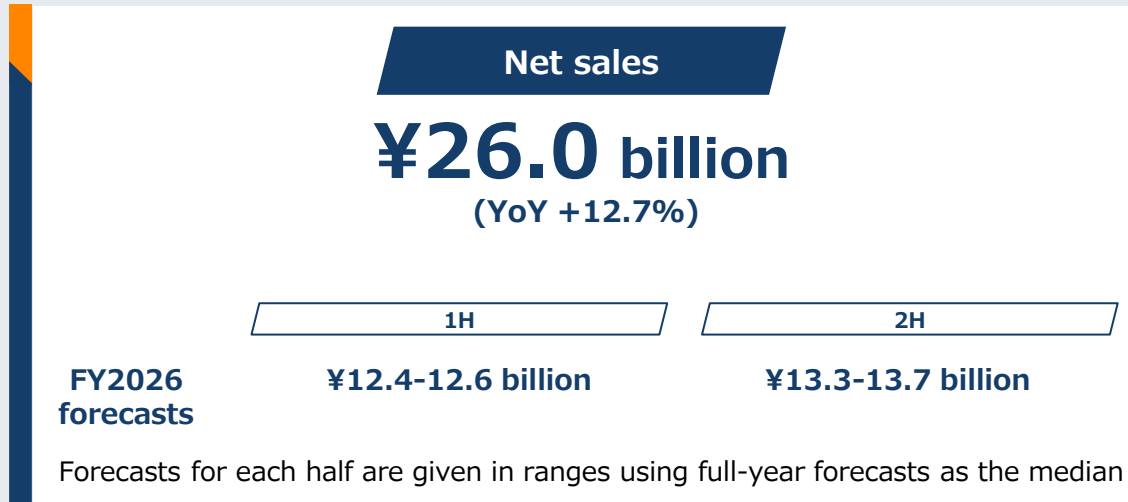 Net sales
¥26.0 billion
(YoY +12.7%)
1H
2H
FY2026
forecasts
¥12.4-12.6 billion
¥13.3-13.7 billion
Forecasts for each half are given in ranges using full-year forecasts as the median